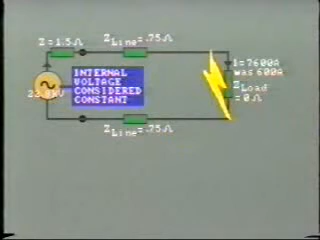 Z=1.5Ω
ZLine=.75Ω
I=7600A
was 600A
ZLoad
=0Ω
INTERNAL
VOLTAGE
CONSIDERED
CONSTANT
ZLine=.75Ω